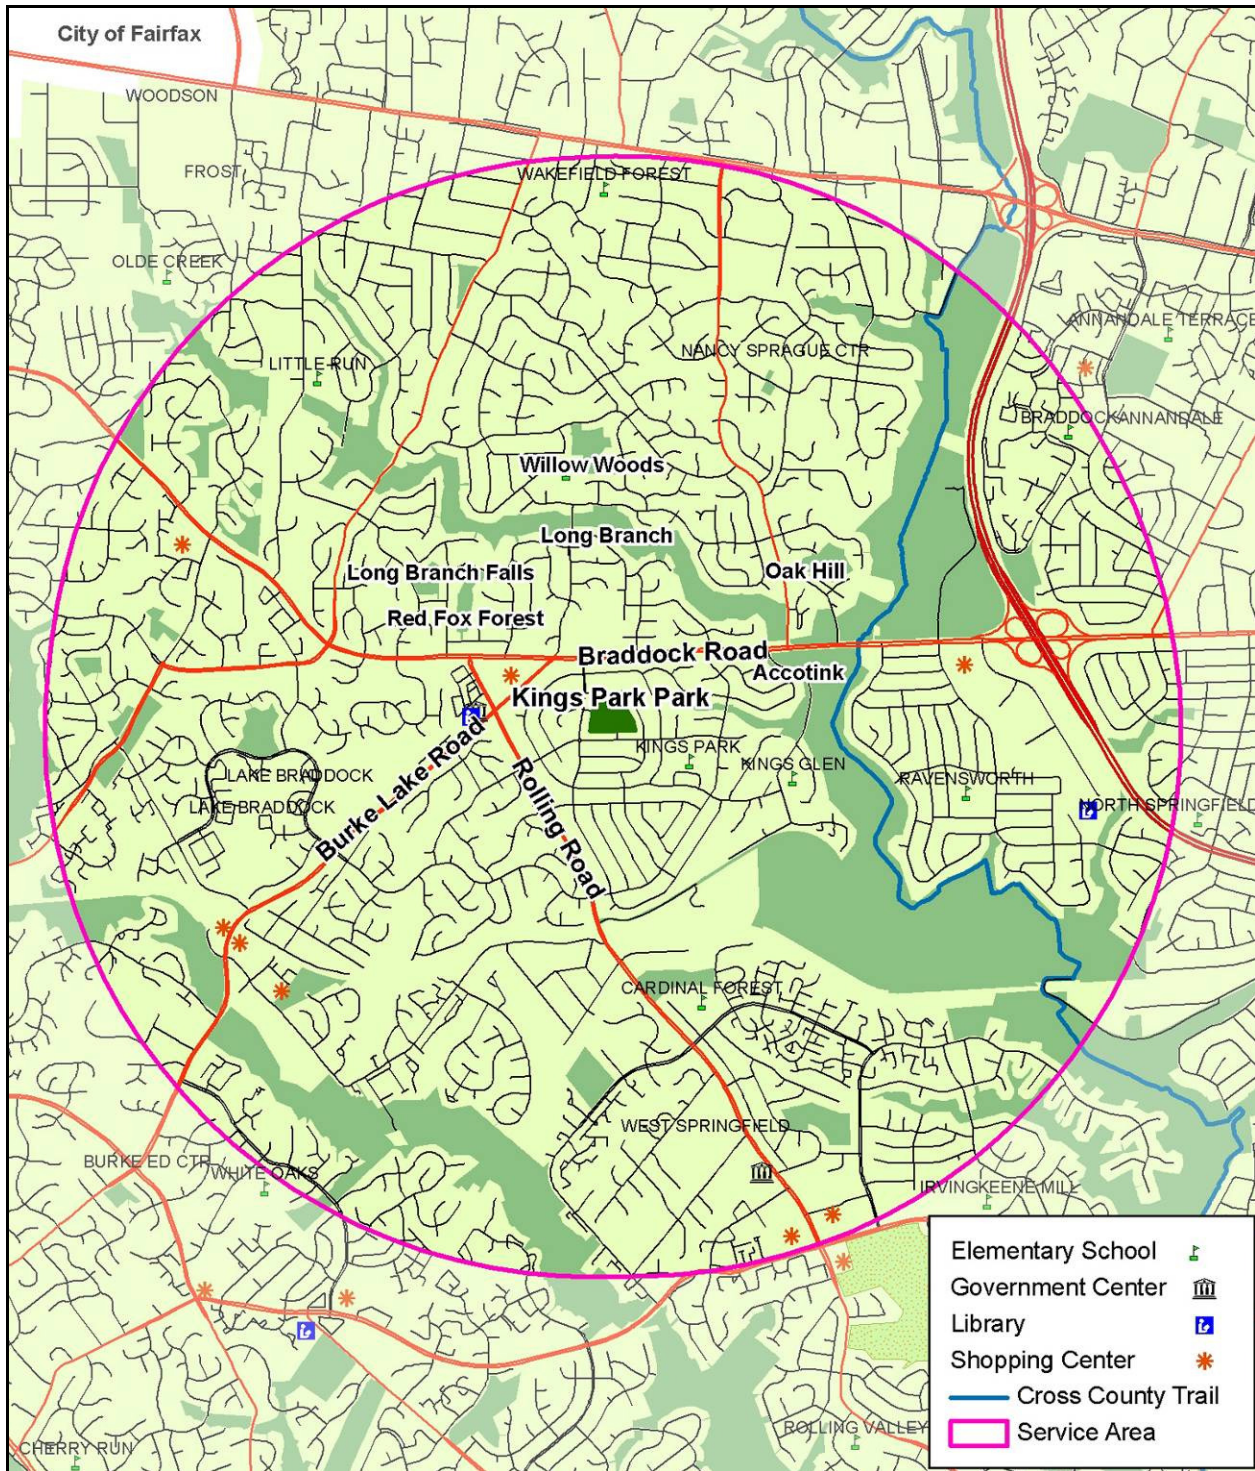 City of Fairfax
WOODSON
FROST
WAKEFIELD FOREST
OLDE CREEK
ANNANDALE TERRACE
LITTLE RUN
NANCY SPRAGUE CTR
BRADDOCK
ANNANDALE
Willow Woods
Long Branch
Long Branch Falls
Oak Hill
Red Fox Forest
Braddock Road
Accotink
Kings Park Park
KINGS PARK
KINGS GLEN
LAKE BRADDOCK
LAKE BRADDOCK
RAVENSWORTH
NORTH SPRINGFIELD
Burke Lake Road
Rolling Road
CARDINAL FOREST
WEST SPRINGFIELD
BURKE ED CTR
WHITE OAKS
IRVING
KEENE MILL
ROLLING VALLEY
CHERRY RUN
Elementary School
Government Center
Library
Shopping Center
Cross County Trail
Service Area